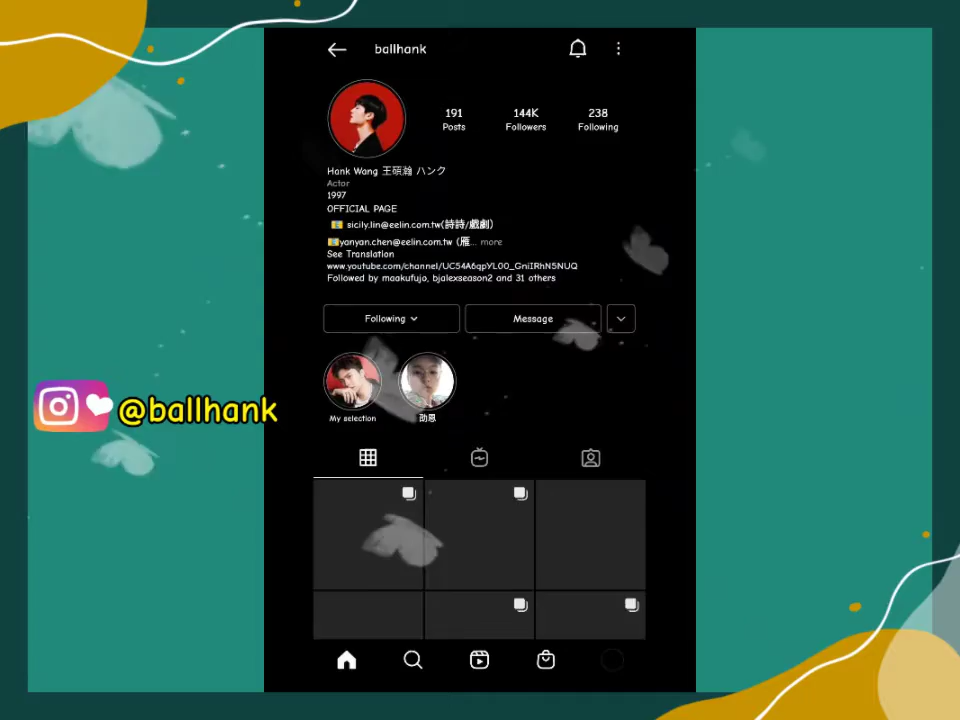 ballhank
191 144K 238
Posts Followers Following
Hank Wang 王碩瀚 ハンク
Actor
1997
OFFICIAL PAGE
sicily.lin@eelin.com.tw(詩詩/戲劇)
yanyan.chen@eelin.com.tw (雁... more
See Translation
www.youtube.com/channel/UC54A6qpYL00_GniIRhN5NUQ
Followed by maakufujo, bjalexseason2 and 31 others
Following Message
My selection 劭恩
@ballhank